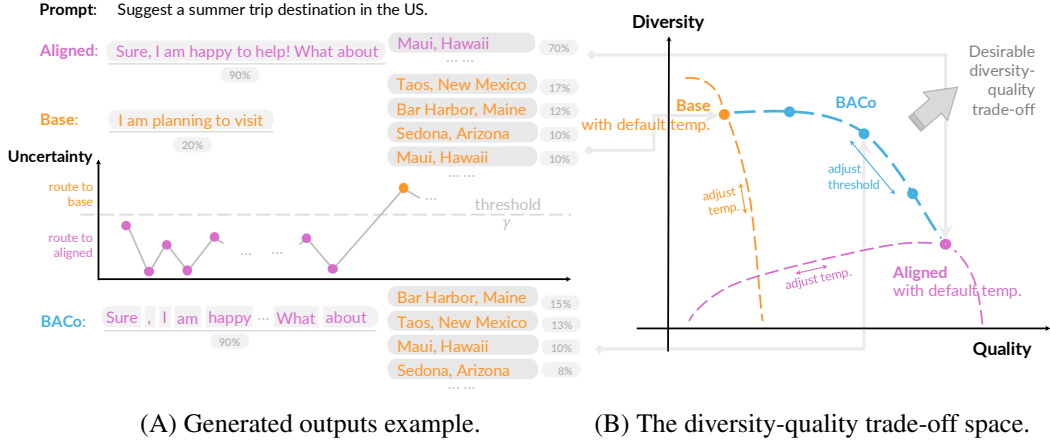 Prompt: Suggest a summer trip destination in the US.
Aligned: Sure, I am happy to help! What about
90%
Maui, Hawaii 70%
... ...
Base: I am planning to visit
20%
Taos, New Mexico 17%
Bar Harbor, Maine 12%
Sedona, Arizona 10%
Maui, Hawaii 10%
... ...
Uncertainty
route to
base
route to
aligned
threshold
γ
...
... ...
BACo: Sure , I am happy ... What about
90%
Bar Harbor, Maine 15%
Taos, New Mexico 13%
Maui, Hawaii 10%
Sedona, Arizona 8%
... ...
(A) Generated outputs example.
Diversity
Base
with default temp.
BACo
Desirable
diversity-
quality
trade-off
adjust
threshold
adjust
temp.
adjust temp.
Aligned
with default temp.
Quality
(B) The diversity-quality trade-off space.